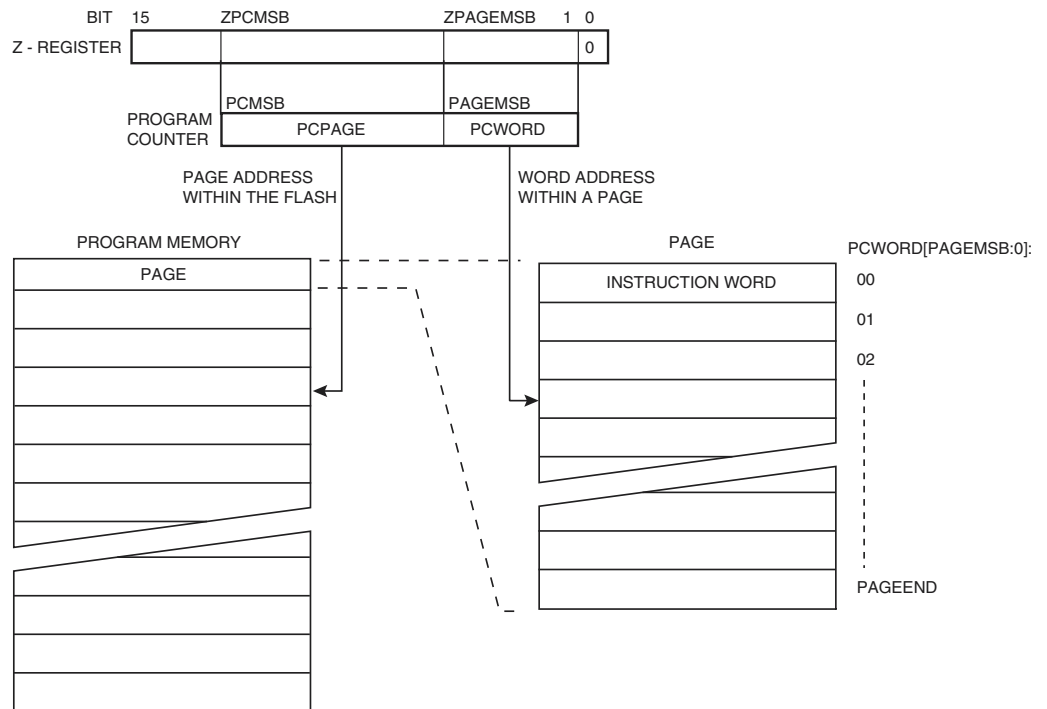 BIT 15 ZPCMSB ZPAGEMSB 1 0
Z - REGISTER 0
PCMSB PAGEMSB
PROGRAM
COUNTER
PCPAGE PCWORD
PAGE ADDRESS
WITHIN THE FLASH
WORD ADDRESS
WITHIN A PAGE
PROGRAM MEMORY
PAGE
PAGE
PCWORD[PAGEMSB:0]:
INSTRUCTION WORD
00
01
02
PAGEEND